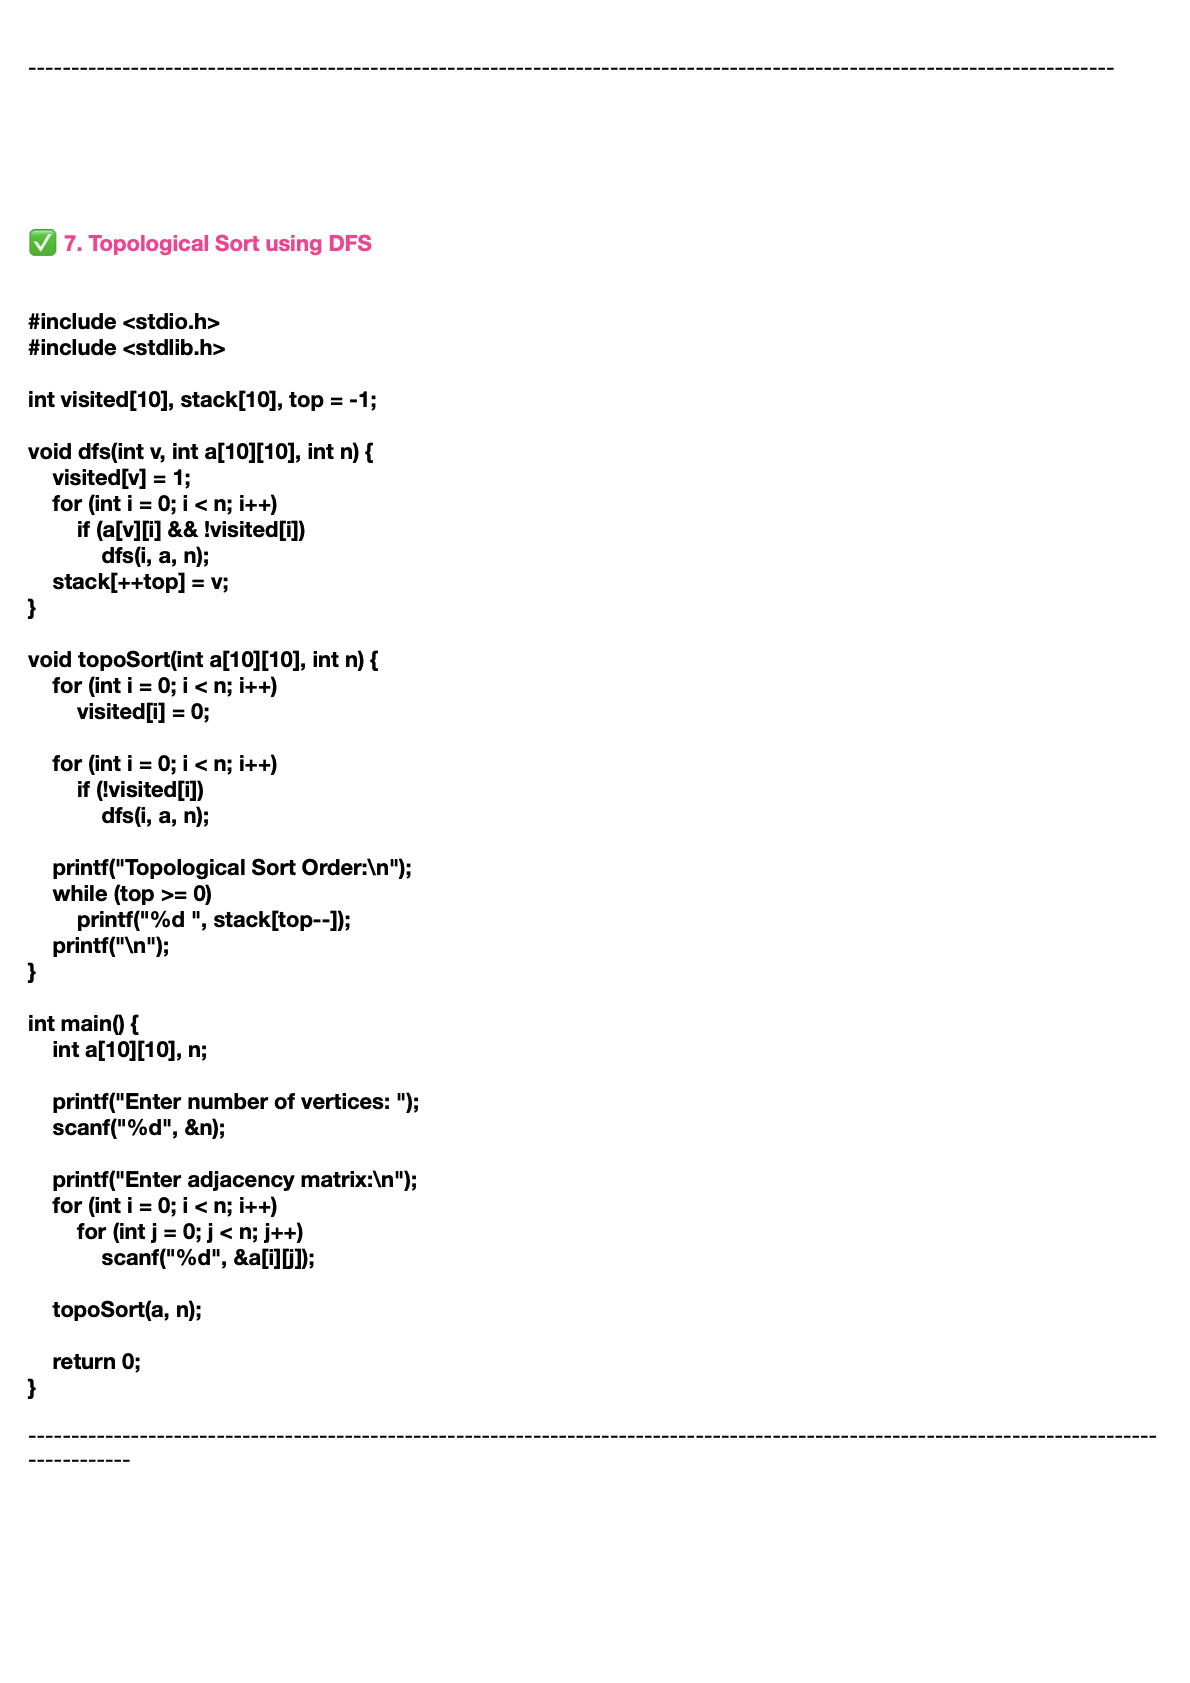 -------------------------------------------------------------------------------------------------------------------------------
✅ 7. Topological Sort using DFS
#include <stdio.h>
#include <stdlib.h>
int visited[10], stack[10], top = -1;
void dfs(int v, int a[10][10], int n) {
    visited[v] = 1;
    for (int i = 0; i < n; i++)
        if (a[v][i] && !visited[i])
            dfs(i, a, n);
    stack[++top] = v;
}
void topoSort(int a[10][10], int n) {
    for (int i = 0; i < n; i++)
        visited[i] = 0;
    for (int i = 0; i < n; i++)
        if (!visited[i])
            dfs(i, a, n);
    printf("Topological Sort Order:\n");
    while (top >= 0)
        printf("%d ", stack[top--]);
    printf("\n");
}
int main() {
    int a[10][10], n;
    printf("Enter number of vertices: ");
    scanf("%d", &n);
    printf("Enter adjacency matrix:\n");
    for (int i = 0; i < n; i++)
        for (int j = 0; j < n; j++)
            scanf("%d", &a[i][j]);
    topoSort(a, n);
    return 0;
}
------------------------------------------------------------------------------------------------------------------------------------
------------